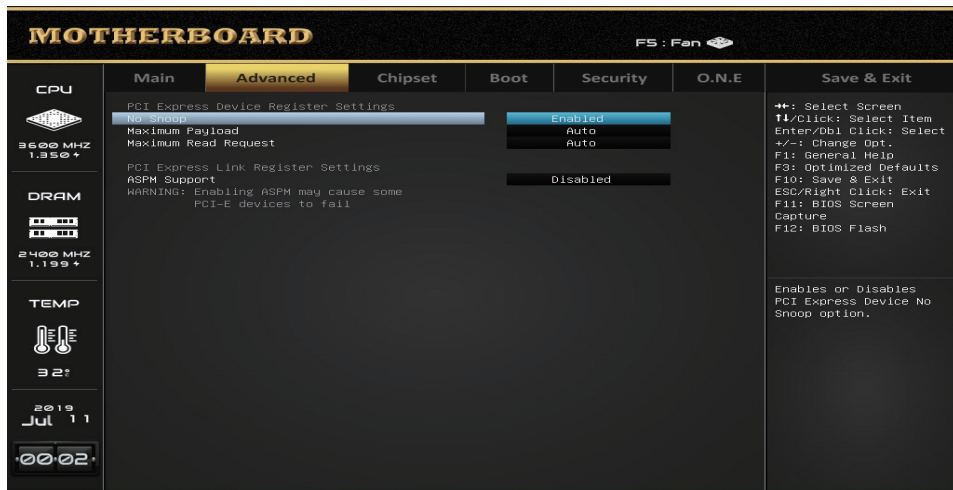 MOTHERBOARD
F5 : Fan
CPU
3600 MHZ
1.350 +
DRAM
2400 MHZ
1.199 +
TEMP
32°
2019
Jul 11
00:02
Main Advanced Chipset Boot Security O.N.E Save & Exit
PCI Express Device Register Settings
No Snoop Enabled
Maximum Payload Auto
Maximum Read Request Auto
PCI Express Link Register Settings
ASPM Support Disabled
WARNING: Enabling ASPM may cause some
PCI-E devices to fail
→←: Select Screen
↑↓/Click: Select Item
Enter/Dbl Click: Select
+/-: Change Opt.
F1: General Help
F3: Optimized Defaults
F10: Save & Exit
ESC/Right Click: Exit
F11: BIOS Screen
Capture
F12: BIOS Flash
Enables or Disables
PCI Express Device No
Snoop option.